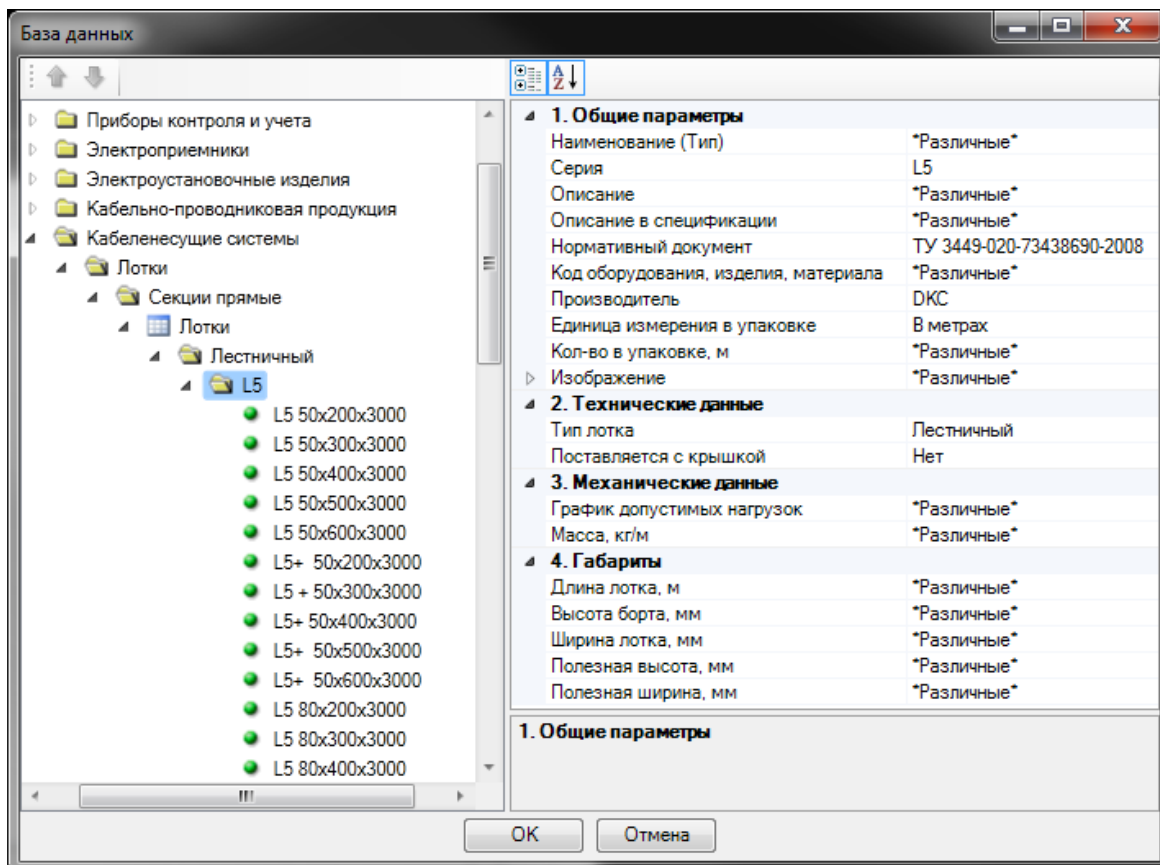 База данных
Приборы контроля и учета
Электроприемники
Электроустановочные изделия
Кабельно-проводниковая продукция
Кабеленесущие системы
Лотки
Секции прямые
Лотки
Лестничный
L5
L5 50x200x3000
L5 50x300x3000
L5 50x400x3000
L5 50x500x3000
L5 50x600x3000
L5+ 50x200x3000
L5 + 50x300x3000
L5+ 50x400x3000
L5+ 50x500x3000
L5+ 50x600x3000
L5 80x200x3000
L5 80x300x3000
L5 80x400x3000
1. Общие параметры
Наименование (Тип) *Различные*
Серия L5
Описание *Различные*
Описание в спецификации *Различные*
Нормативный документ ТУ 3449-020-73438690-2008
Код оборудования, изделия, материала *Различные*
Производитель DKC
Единица измерения в упаковке В метрах
Кол-во в упаковке, м *Различные*
Изображение *Различные*
2. Технические данные
Тип лотка Лестничный
Поставляется с крышкой Нет
3. Механические данные
График допустимых нагрузок *Различные*
Масса, кг/м *Различные*
4. Габариты
Длина лотка, м *Различные*
Высота борта, мм *Различные*
Ширина лотка, мм *Различные*
Полезная высота, мм *Различные*
Полезная ширина, мм *Различные*
1. Общие параметры
OK Отмена